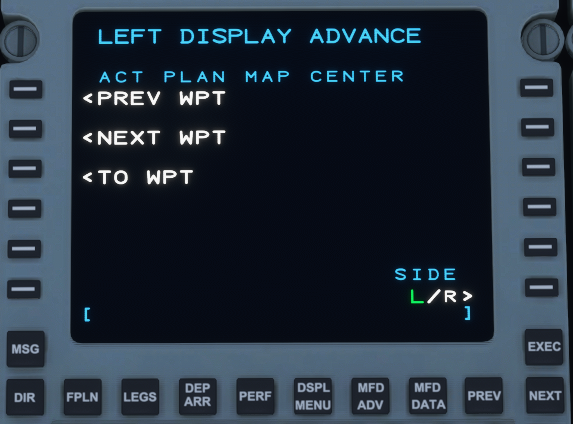 LEFT DISPLAY ADVANCE
ACT PLAN MAP CENTER
<PREV WPT
<NEXT WPT
<TO WPT
SIDE
L/R>
[ ]
MSG
EXEC
DIR
FPLN
LEGS
DEP
ARR
PERF
DSPL
MENU
MFD
ADV
MFD
DATA
PREV
NEXT